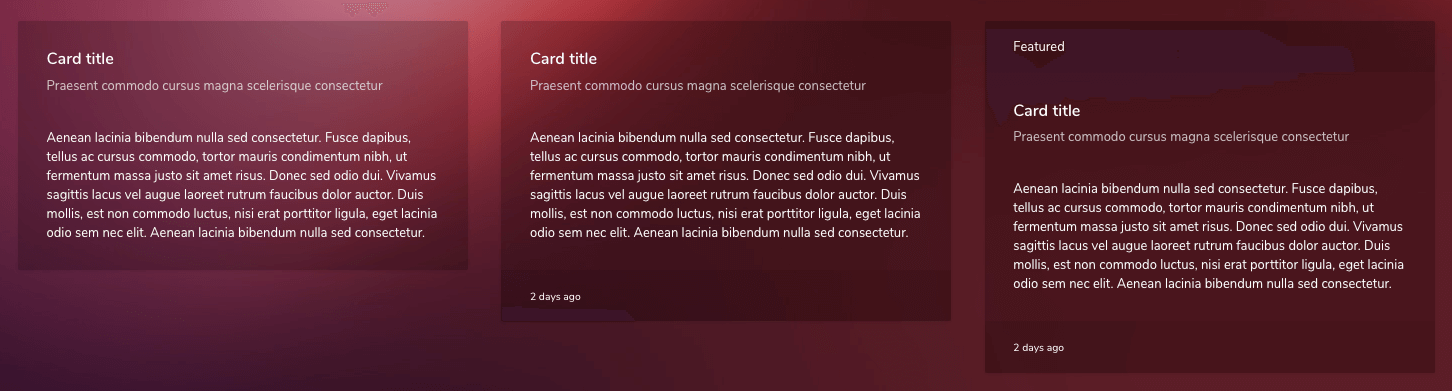 Card title
Praesent commodo cursus magna scelerisque consectetur
Aenean lacinia bibendum nulla sed consectetur. Fusce dapibus,
tellus ac cursus commodo, tortor mauris condimentum nibh, ut
fermentum massa justo sit amet risus. Donec sed odio dui. Vivamus
sagittis lacus vel augue laoreet rutrum faucibus dolor auctor. Duis
mollis, est non commodo luctus, nisi erat porttitor ligula, eget lacinia
odio sem nec elit. Aenean lacinia bibendum nulla sed consectetur.
Card title
Praesent commodo cursus magna scelerisque consectetur
Aenean lacinia bibendum nulla sed consectetur. Fusce dapibus,
tellus ac cursus commodo, tortor mauris condimentum nibh, ut
fermentum massa justo sit amet risus. Donec sed odio dui. Vivamus
sagittis lacus vel augue laoreet rutrum faucibus dolor auctor. Duis
mollis, est non commodo luctus, nisi erat porttitor ligula, eget lacinia
odio sem nec elit. Aenean lacinia bibendum nulla sed consectetur.
2 days ago
Featured
Card title
Praesent commodo cursus magna scelerisque consectetur
Aenean lacinia bibendum nulla sed consectetur. Fusce dapibus,
tellus ac cursus commodo, tortor mauris condimentum nibh, ut
fermentum massa justo sit amet risus. Donec sed odio dui. Vivamus
sagittis lacus vel augue laoreet rutrum faucibus dolor auctor. Duis
mollis, est non commodo luctus, nisi erat porttitor ligula, eget lacinia
odio sem nec elit. Aenean lacinia bibendum nulla sed consectetur.
2 days ago